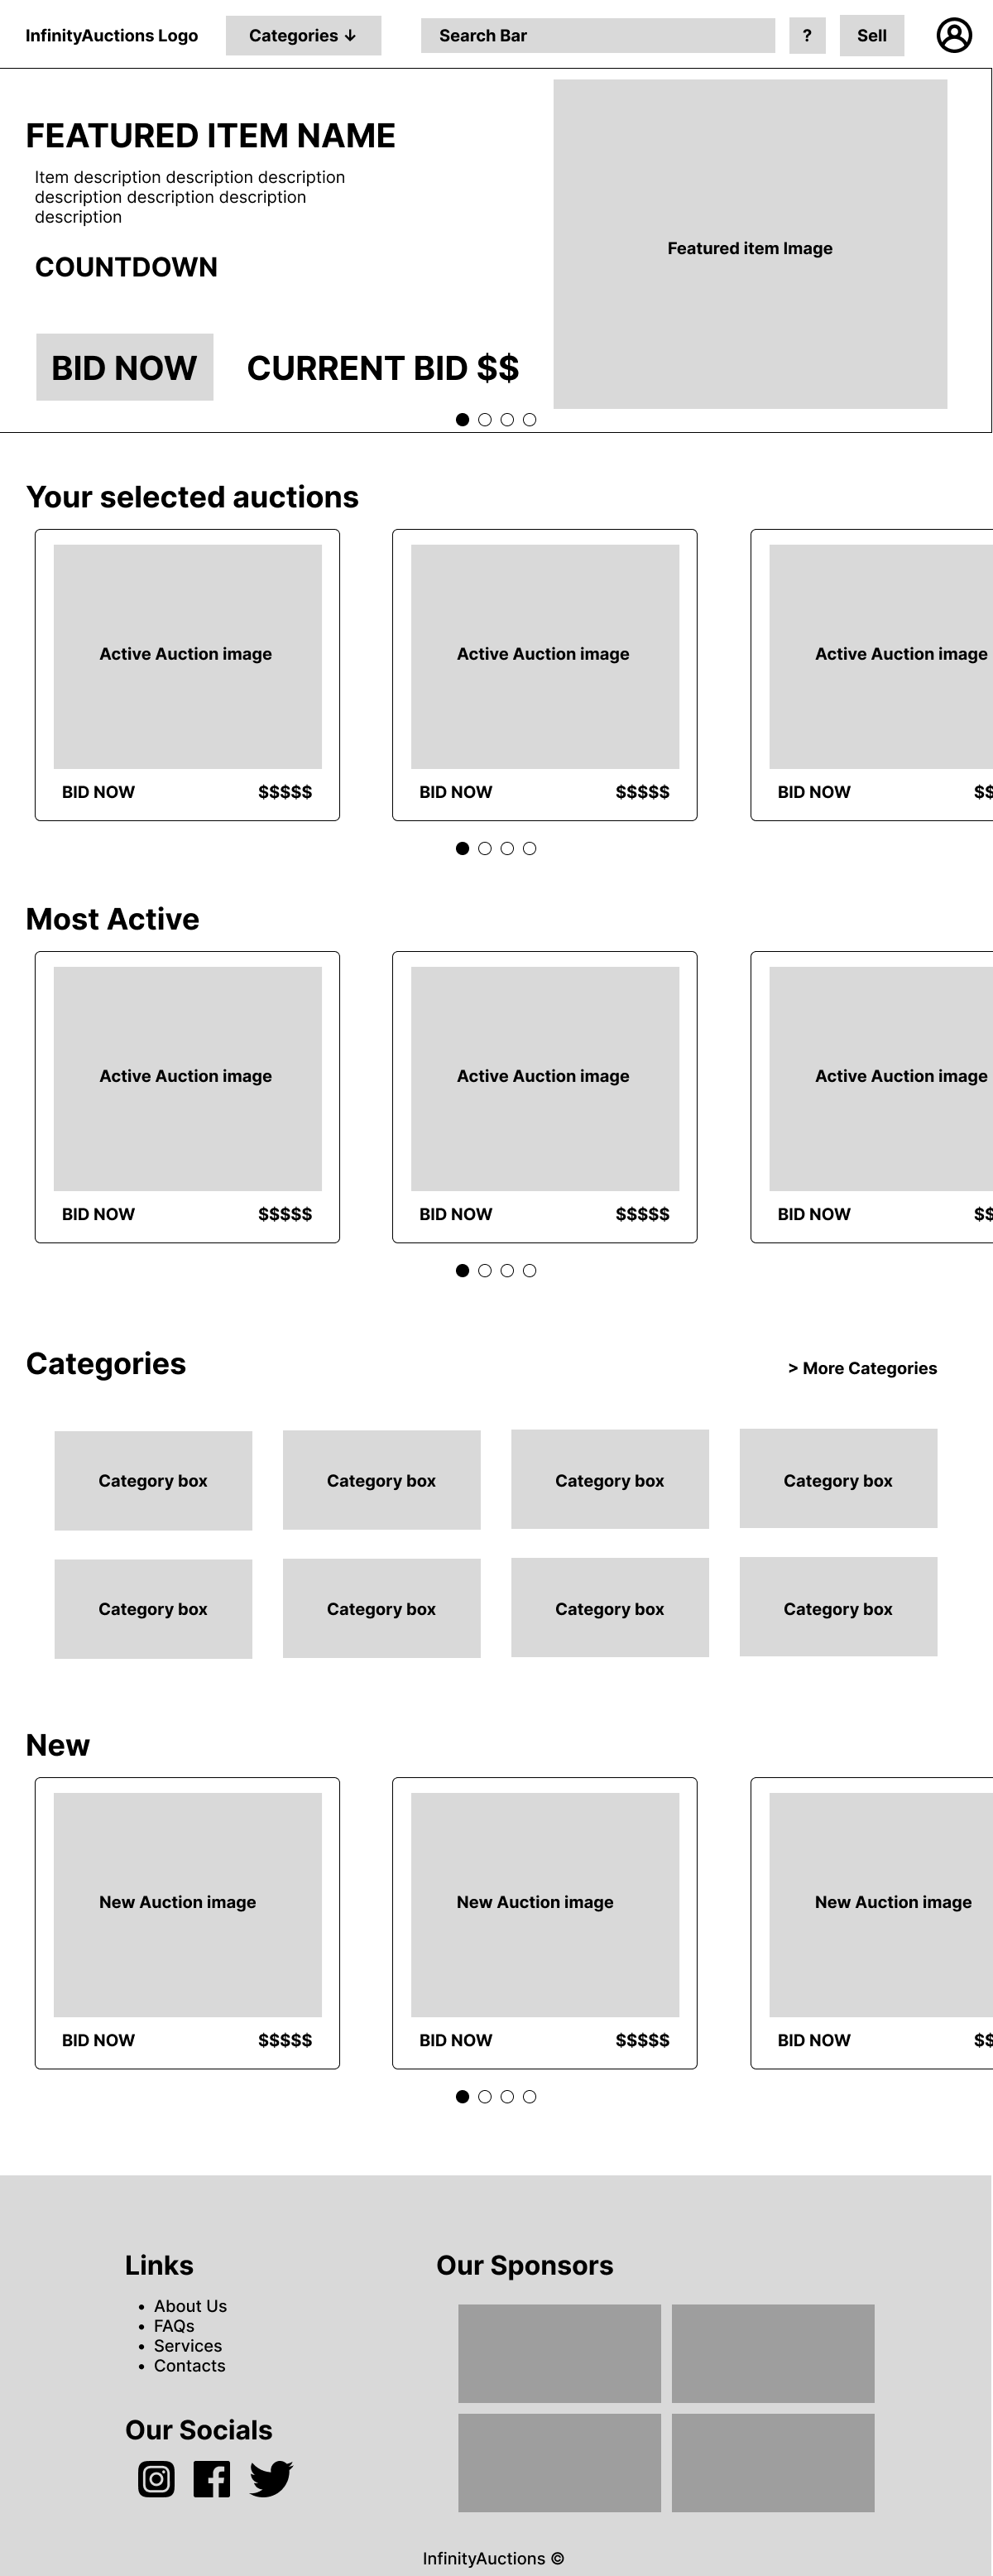 InfinityAuctions Logo
Categories ↓
Search Bar
?
Sell
FEATURED ITEM NAME
Item description description description
description description description
description
COUNTDOWN
BID NOW
CURRENT BID $$
Featured item Image
Your selected auctions
Active Auction image
Active Auction image
Active Auction image
BID NOW $$$$$
BID NOW $$$$$
BID NOW $$
Most Active
Active Auction image
Active Auction image
Active Auction image
BID NOW $$$$$
BID NOW $$$$$
BID NOW $$
Categories
> More Categories
Category box
Category box
Category box
Category box
Category box
Category box
Category box
Category box
New
New Auction image
New Auction image
New Auction image
BID NOW $$$$$
BID NOW $$$$$
BID NOW $$
Links
• About Us
• FAQs
• Services
• Contacts
Our Socials
Our Sponsors
InfinityAuctions ©